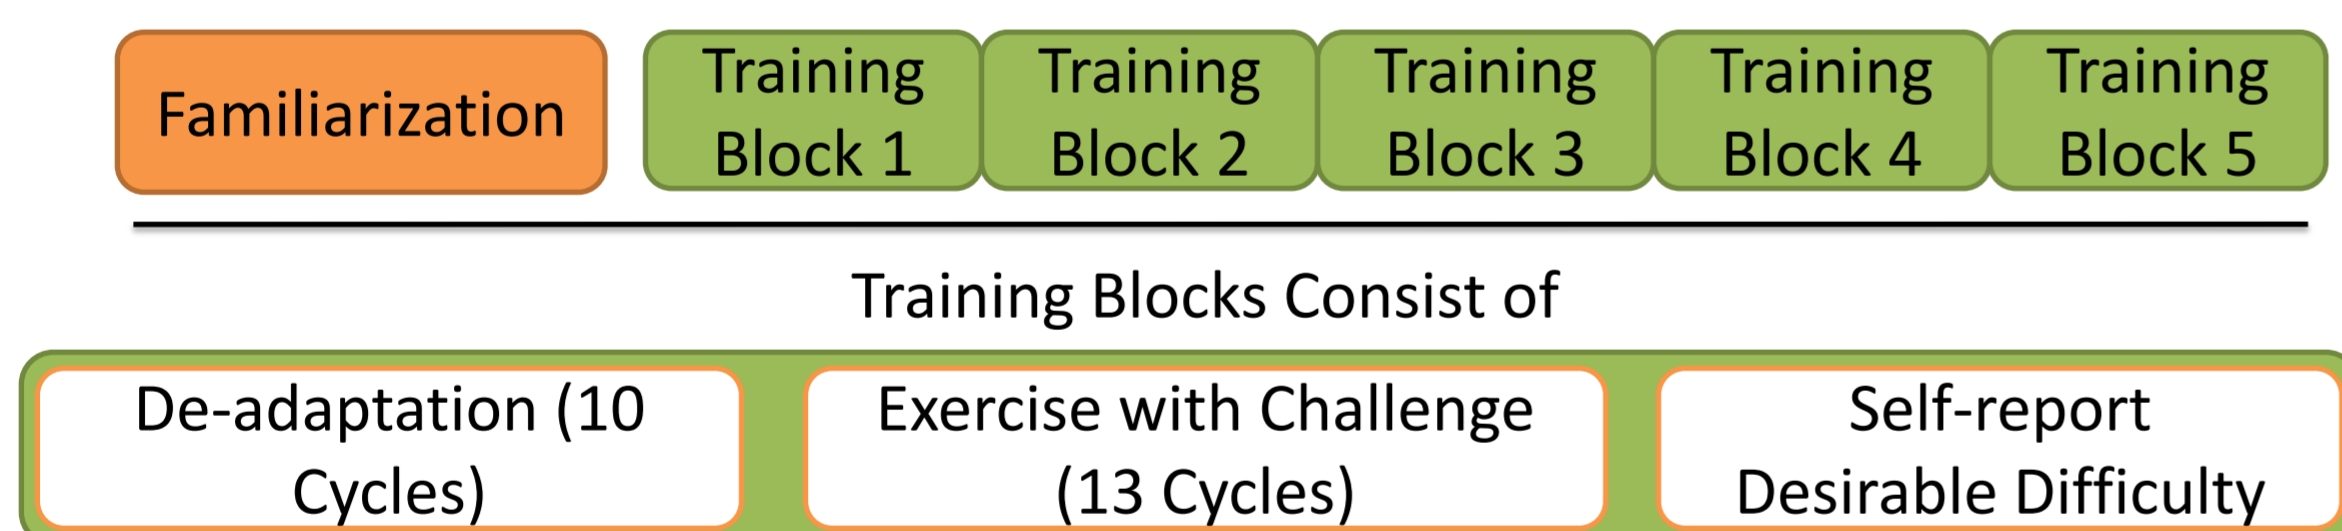 Familiarization
Training
Block 1
Training
Block 2
Training
Block 3
Training
Block 4
Training
Block 5
Training Blocks Consist of
De-adaptation (10
Cycles)
Exercise with Challenge
(13 Cycles)
Self-report
Desirable Difficulty